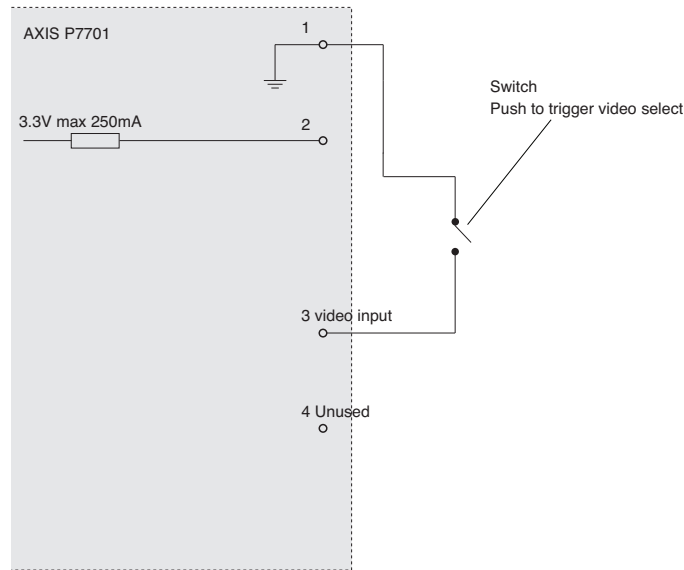 AXIS P7701
1
Switch
Push to trigger video select
3.3V max 250mA
2
3 video input
4 Unused